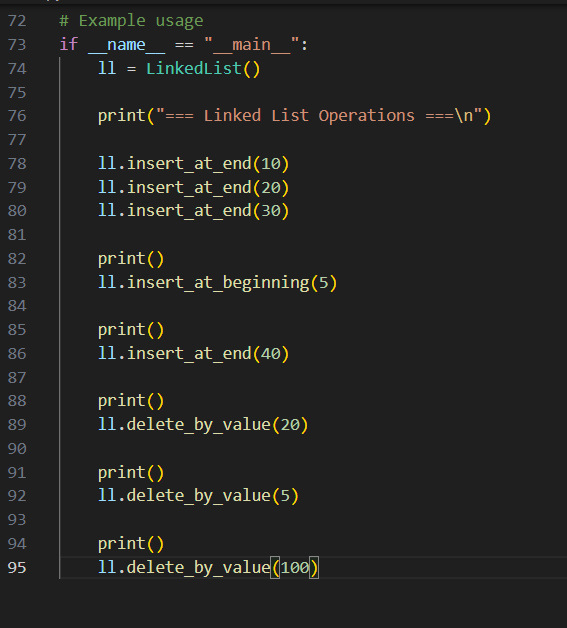 72 # Example usage
73 if __name__ == "__main__":
74     ll = LinkedList()
75
76     print("=== Linked List Operations ===\n")
77
78     ll.insert_at_end(10)
79     ll.insert_at_end(20)
80     ll.insert_at_end(30)
81
82     print()
83     ll.insert_at_beginning(5)
84
85     print()
86     ll.insert_at_end(40)
87
88     print()
89     ll.delete_by_value(20)
90
91     print()
92     ll.delete_by_value(5)
93
94     print()
95     ll.delete_by_value(100)